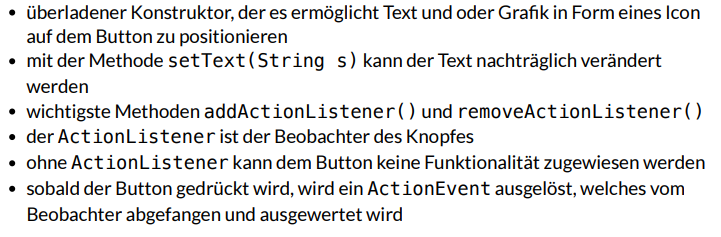 • überladener Konstruktor, der es ermöglicht Text und oder Grafik in Form eines Icon
auf dem Button zu positionieren
• mit der Methode setText(String s) kann der Text nachträglich verändert
werden
• wichtigste Methoden addActionListener() und removeActionListener()
• der ActionListener ist der Beobachter des Knopfes
• ohne ActionListener kann dem Button keine Funktionalität zugewiesen werden
• sobald der Button gedrückt wird, wird ein ActionEvent ausgelöst, welches vom
Beobachter abgefangen und ausgewertet wird